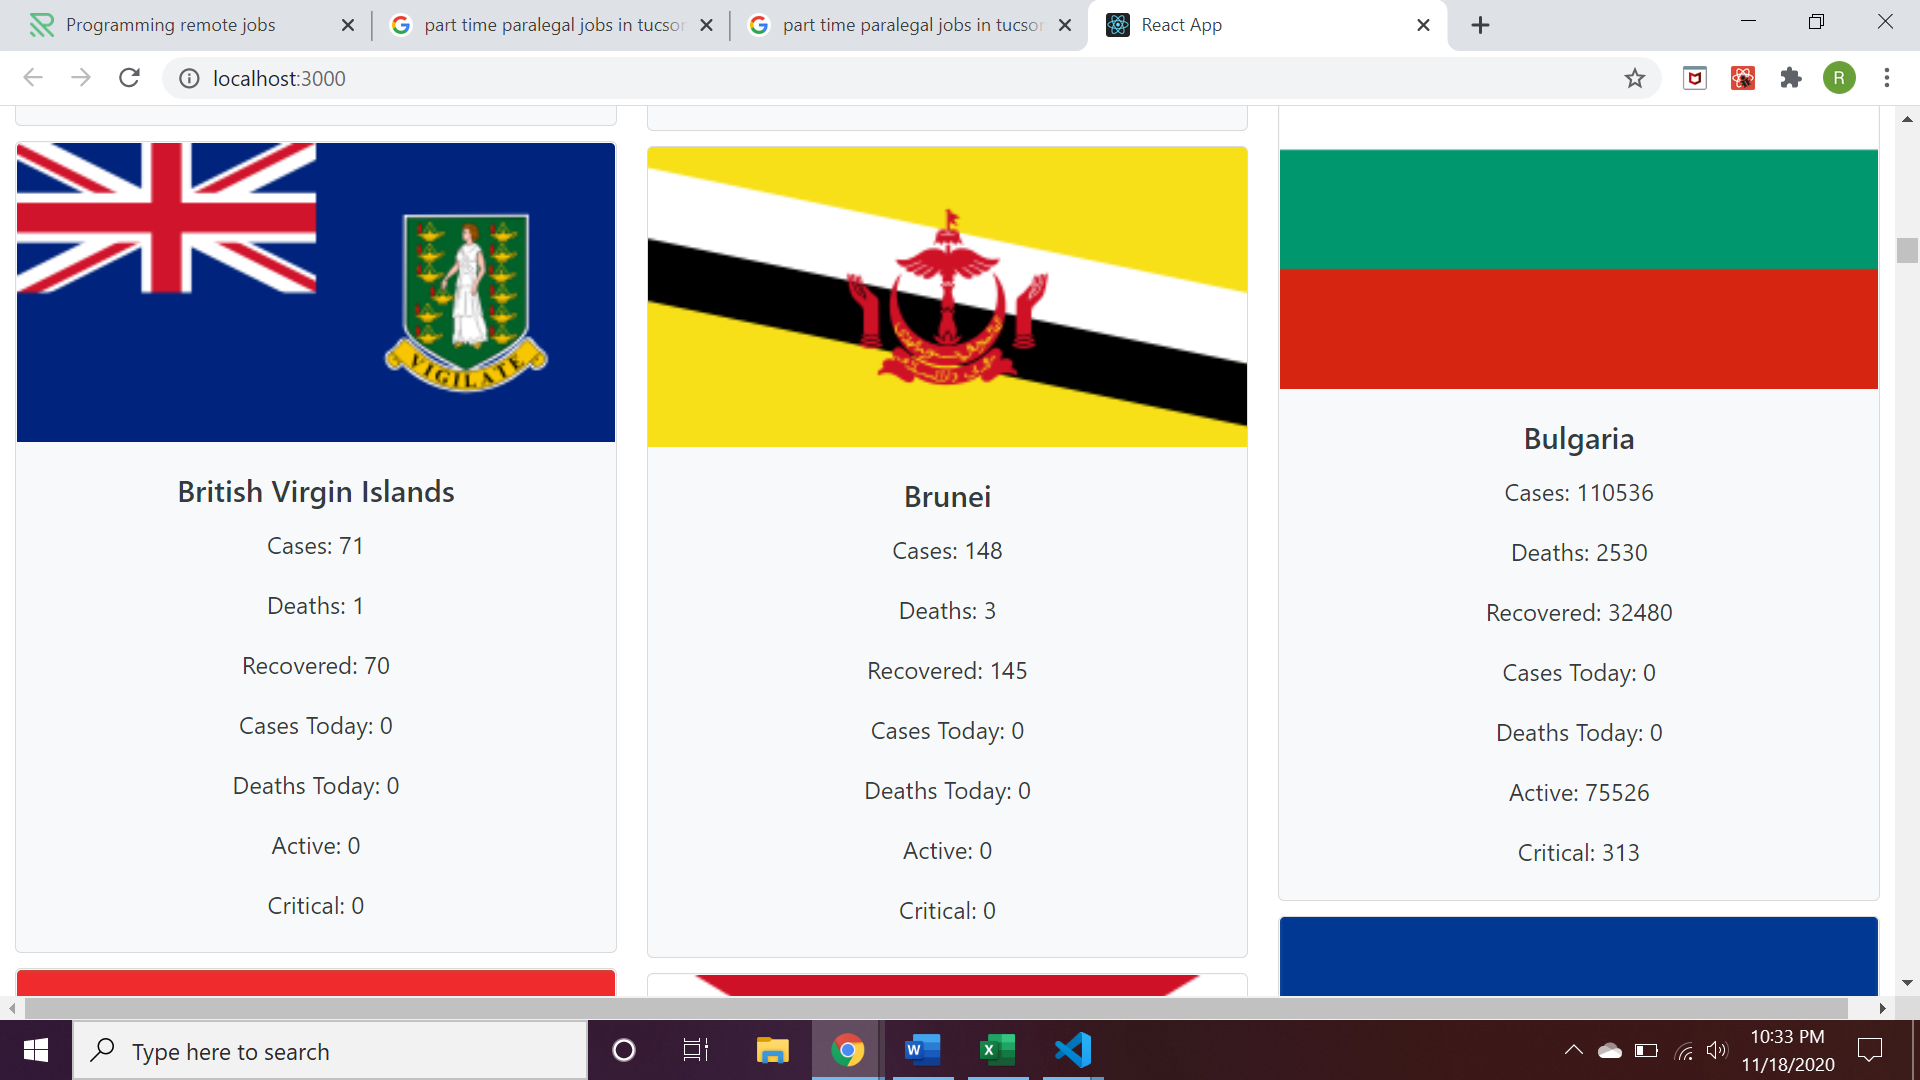 Programming remote jobs
part time paralegal jobs in tucson
part time paralegal jobs in tucson
React App
localhost:3000
R
VIGILATE
British Virgin Islands
Cases: 71
Deaths: 1
Recovered: 70
Cases Today: 0
Deaths Today: 0
Active: 0
Critical: 0
Brunei
Cases: 148
Deaths: 3
Recovered: 145
Cases Today: 0
Deaths Today: 0
Active: 0
Critical: 0
Bulgaria
Cases: 110536
Deaths: 2530
Recovered: 32480
Cases Today: 0
Deaths Today: 0
Active: 75526
Critical: 313
Type here to search
10:33 PM
11/18/2020